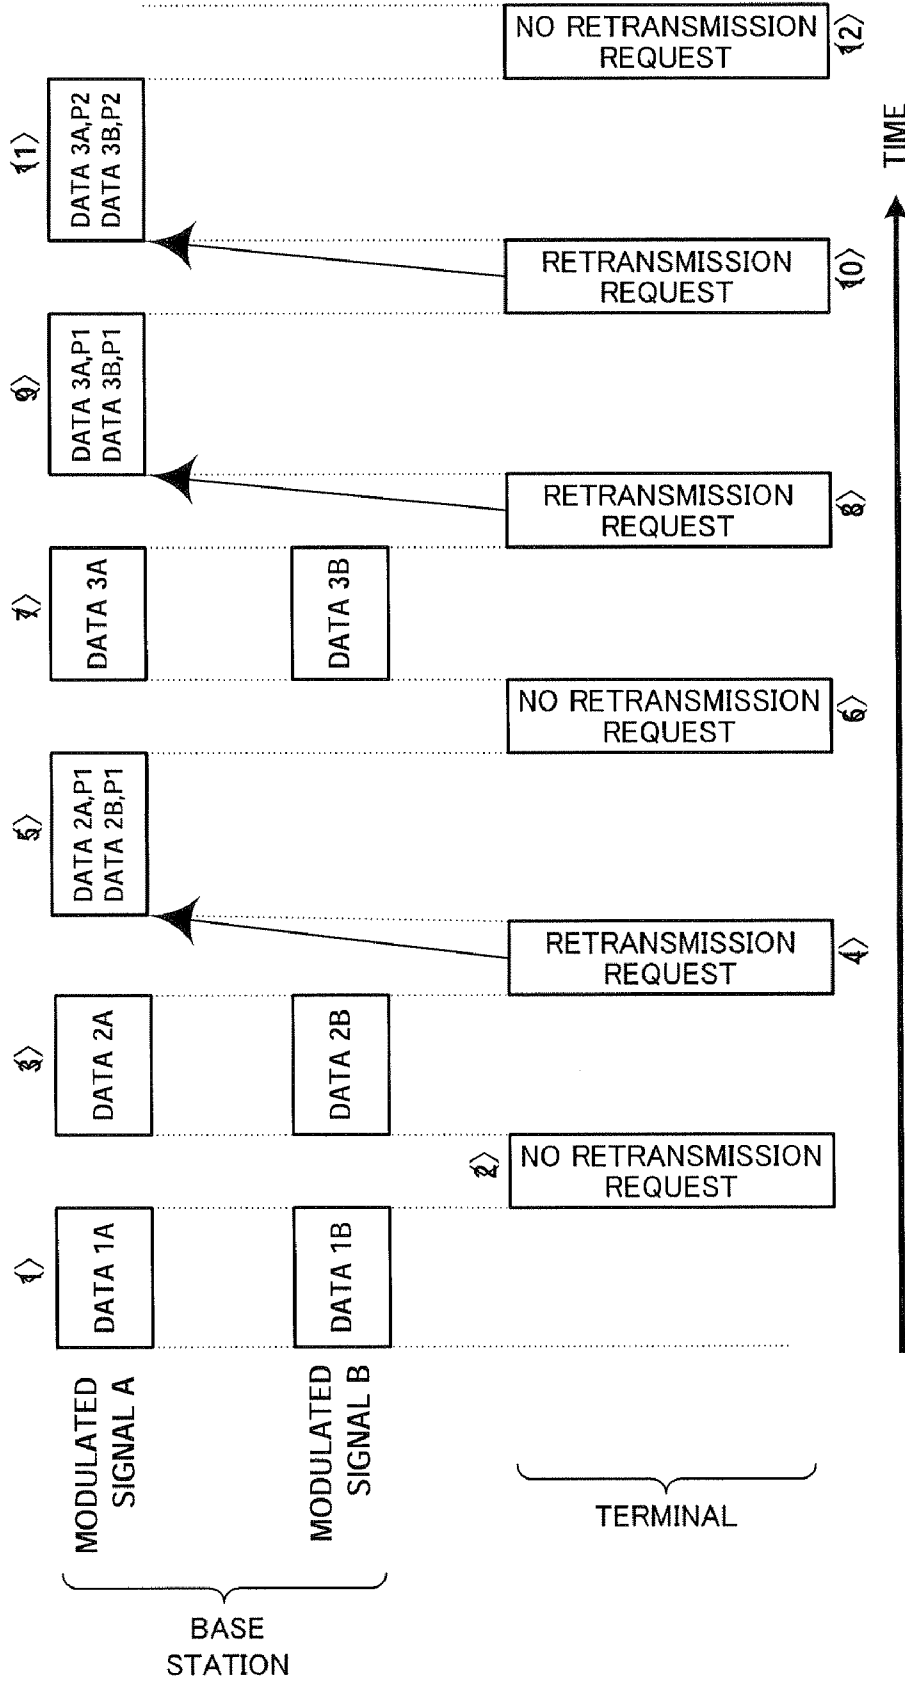 <11>
DATA 3A,P2
DATA 3B,P2
NO RETRANSMISSION
REQUEST
<12>
TIME
RETRANSMISSION
REQUEST
<10>
<9>
DATA 3A,P1
DATA 3B,P1
RETRANSMISSION
REQUEST
<8>
<7>
DATA 3A
DATA 3B
NO RETRANSMISSION
REQUEST
<6>
<5>
DATA 2A,P1
DATA 2B,P1
RETRANSMISSION
REQUEST
<4>
<3>
DATA 2A
DATA 2B
<2>
NO RETRANSMISSION
REQUEST
<1>
DATA 1A
DATA 1B
MODULATED
SIGNAL A
MODULATED
SIGNAL B
TERMINAL
BASE
STATION